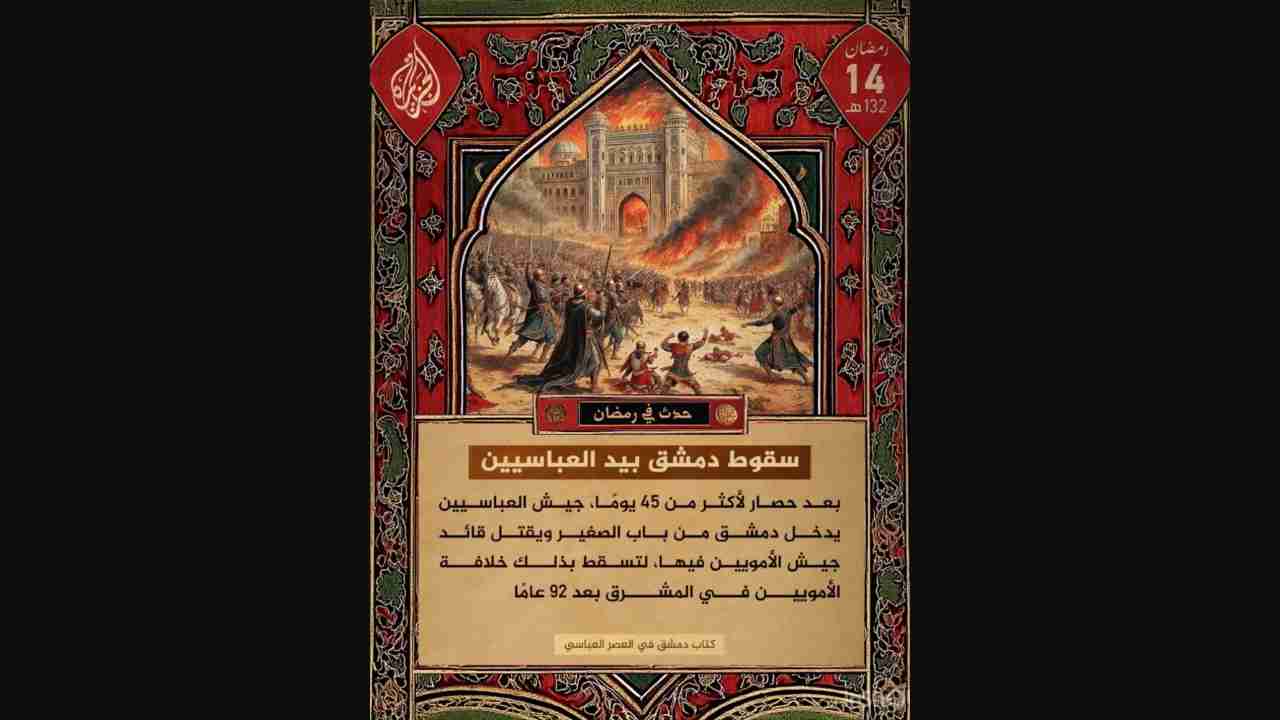 الجزيرة
رمضان
14
132هـ
حدث في رمضان
سقوط دمشق بيد العباسيين
بعد حصار لأكثر من 45 يومًا، جيش العباسيين
يدخل دمشق من باب الصغير ويقتل قائد
جيش الأمويين فيها، لتسقط بذلك خلافة
الأمويين في المشرق بعد 92 عامًا
كتاب دمشق في العصر العباسي